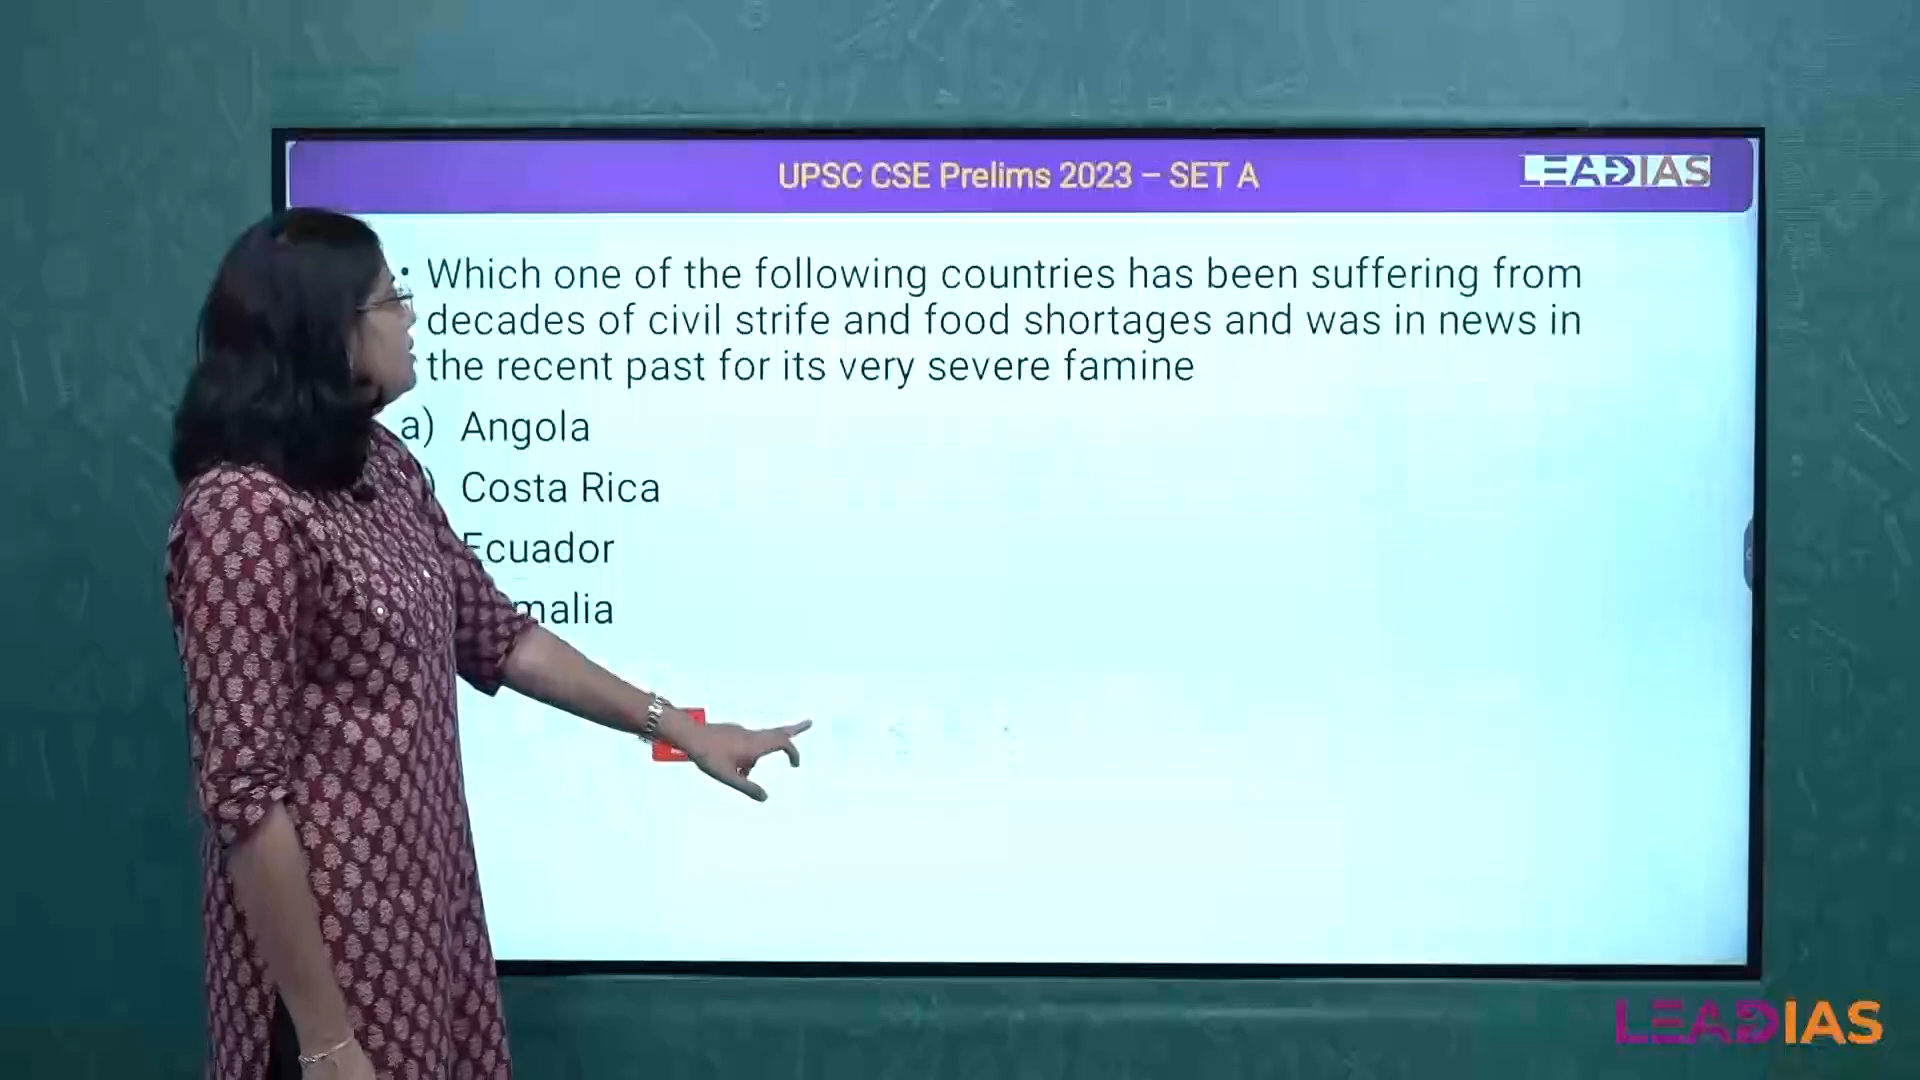 UPSC CSE Prelims 2023 – SET A
LEADIAS
• Which one of the following countries has been suffering from
decades of civil strife and food shortages and was in news in
the recent past for its very severe famine
a) Angola
) Costa Rica
Ecuador
malia
LEADIAS